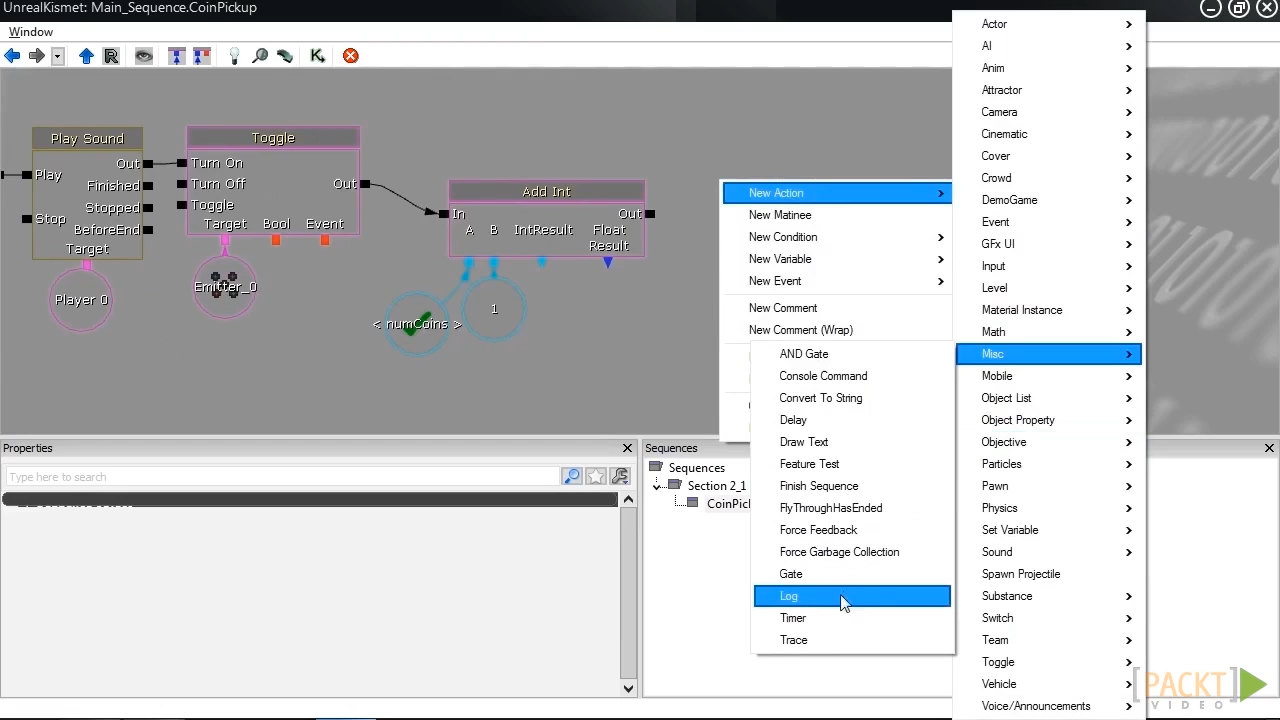 UnrealKismet: Main_Sequence.CoinPickup
Window
Play Sound
Play
Stop
Out
Finished
Stopped
BeforeEnd
Target
Player 0
Toggle
Turn On
Turn Off
Toggle
Out
Target Bool Event
Emitter_0
Add Int
In
Out
A B IntResult Float
Result
< numCoins >
1
New Action
New Matinee
New Condition
New Variable
New Event
New Comment
New Comment (Wrap)
AND Gate
Console Command
Convert To String
Delay
Draw Text
Feature Test
Finish Sequence
FlyThroughHasEnded
Force Feedback
Force Garbage Collection
Gate
Log
Timer
Trace
Actor
AI
Anim
Attractor
Camera
Cinematic
Cover
Crowd
DemoGame
Event
GFx UI
Input
Level
Material Instance
Math
Misc
Mobile
Object List
Object Property
Objective
Particles
Pawn
Physics
Set Variable
Sound
Spawn Projectile
Substance
Switch
Team
Toggle
Vehicle
Voice/Announcements
Properties
Type here to search
Sequences
Sequences
Section 2_1
CoinPick
PACKT
VIDEO